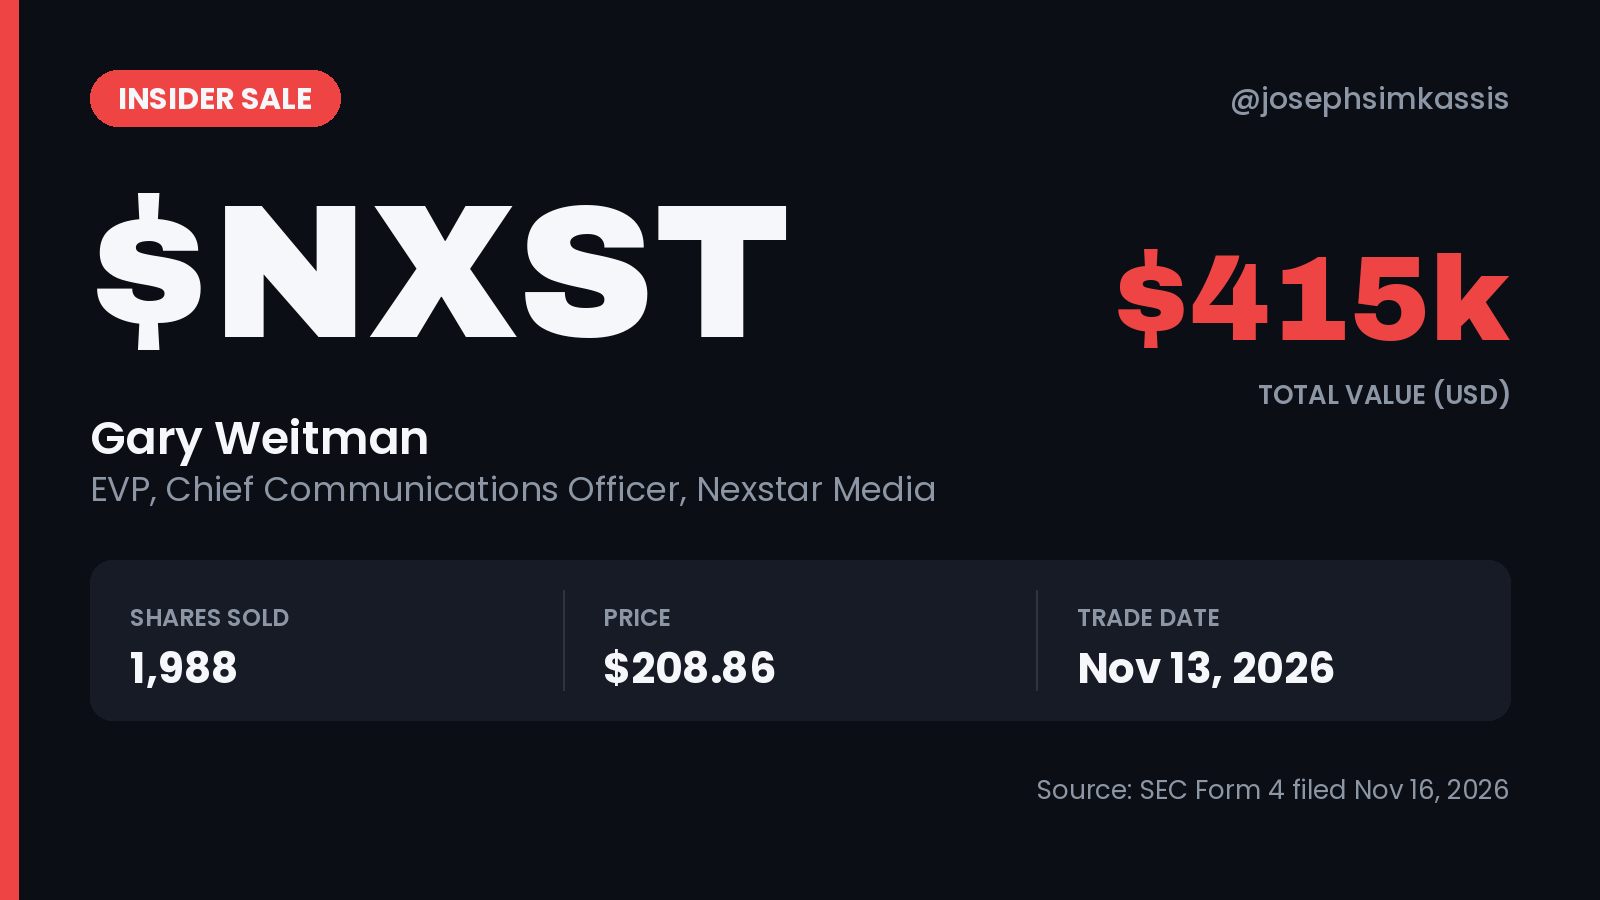 INSIDER SALE
@josephsimkassis
$NXST
$415k
TOTAL VALUE (USD)
Gary Weitman
EVP, Chief Communications Officer, Nexstar Media
SHARES SOLD
1,988
PRICE
$208.86
TRADE DATE
Nov 13, 2026
Source: SEC Form 4 filed Nov 16, 2026